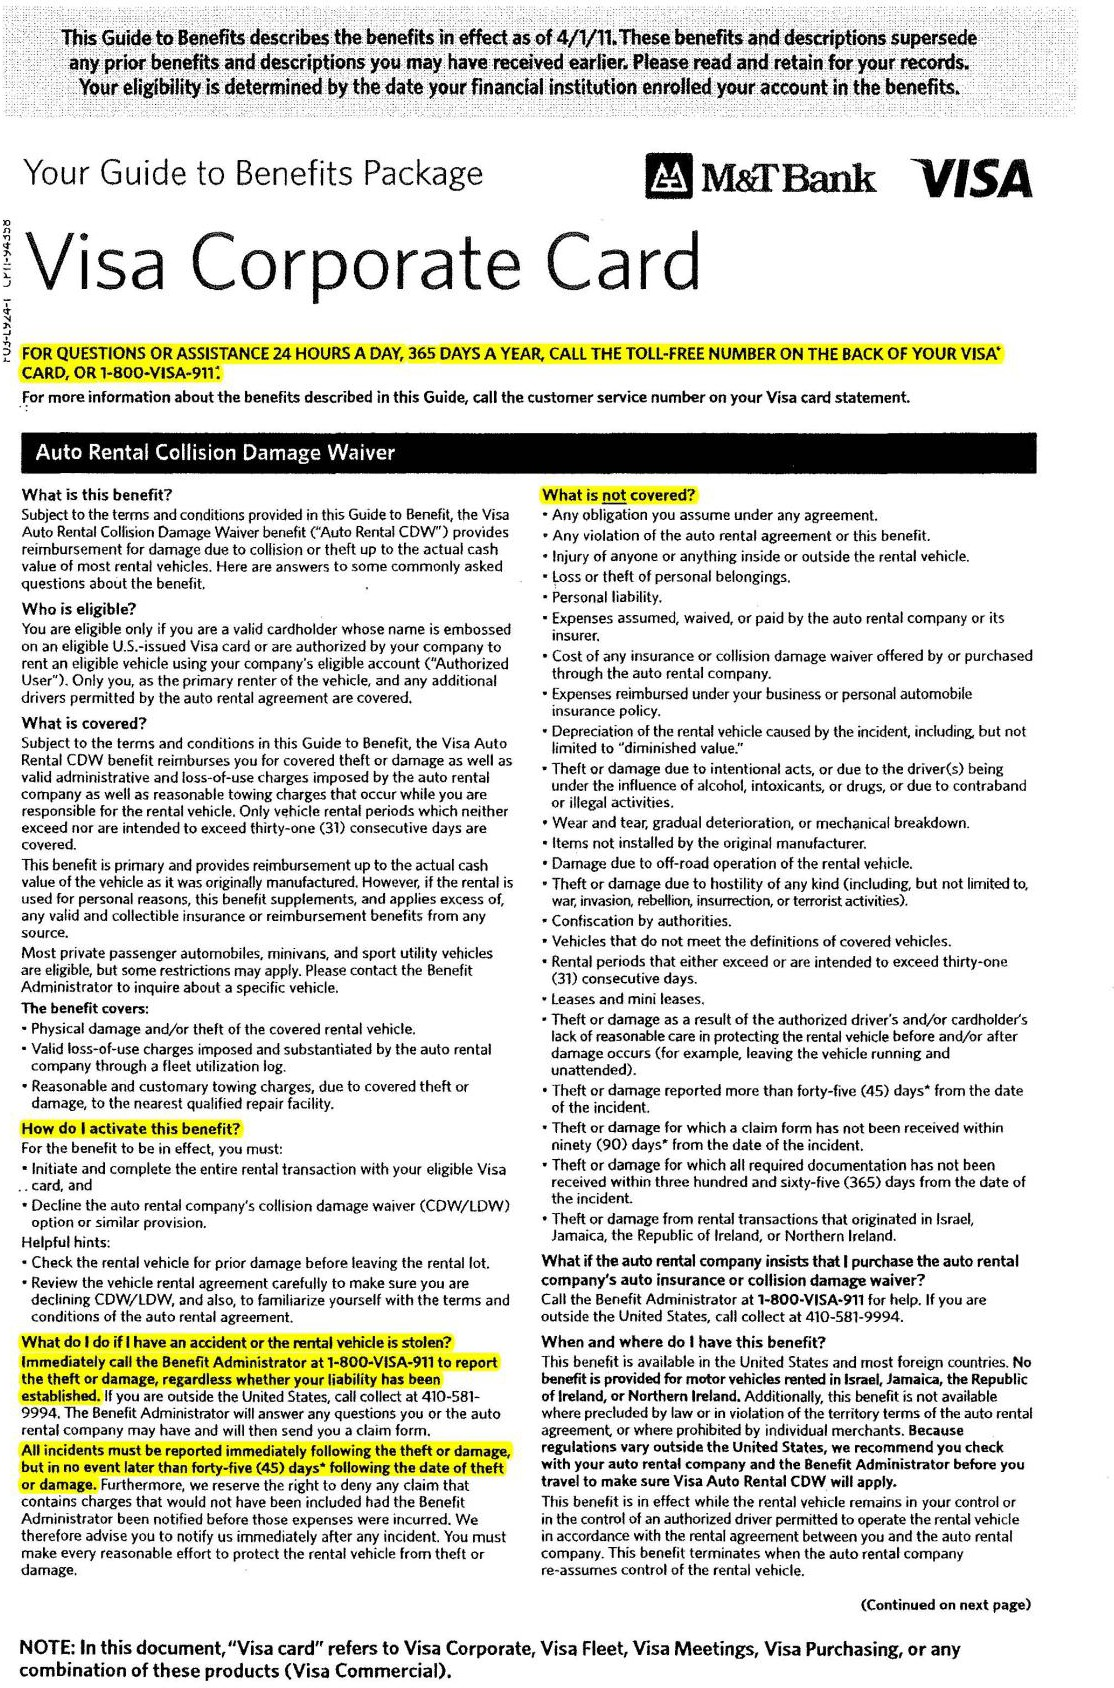 This Guide to Benefits describes the benefits in effect as of 4/1/11. These benefits and descriptions supersede
any prior benefits and descriptions you may have received earlier. Please read and retain for your records.
Your eligibility is determined by the date your financial institution enrolled your account in the benefits.
Your Guide to Benefits Package
M&T Bank VISA
Visa Corporate Card
FOR QUESTIONS OR ASSISTANCE 24 HOURS A DAY, 365 DAYS A YEAR, CALL THE TOLL-FREE NUMBER ON THE BACK OF YOUR VISA*
CARD, OR 1-800-VISA-911*.
For more information about the benefits described in this Guide, call the customer service number on your Visa card statement.
Auto Rental Collision Damage Waiver
What is this benefit?
Subject to the terms and conditions provided in this Guide to Benefit, the Visa
Auto Rental Collision Damage Waiver benefit ("Auto Rental CDW") provides
reimbursement for damage due to collision or theft up to the actual cash
value of most rental vehicles. Here are answers to some commonly asked
questions about the benefit.
Who is eligible?
You are eligible only if you are a valid cardholder whose name is embossed
on an eligible U.S.-issued Visa card or are authorized by your company to
rent an eligible vehicle using your company's eligible account ("Authorized
User"). Only you, as the primary renter of the vehicle, and any additional
drivers permitted by the auto rental agreement are covered.
What is covered?
Subject to the terms and conditions in this Guide to Benefit, the Visa Auto
Rental CDW benefit reimburses you for covered theft or damage as well as
valid administrative and loss-of-use charges imposed by the auto rental
company as well as reasonable towing charges that occur while you are
responsible for the rental vehicle. Only vehicle rental periods which neither
exceed nor are intended to exceed thirty-one (31) consecutive days are
covered.
This benefit is primary and provides reimbursement up to the actual cash
value of the vehicle as it was originally manufactured. However, if the rental is
used for personal reasons, this benefit supplements, and applies excess of,
any valid and collectible insurance or reimbursement benefits from any
source.
Most private passenger automobiles, minivans, and sport utility vehicles
are eligible, but some restrictions may apply. Please contact the Benefit
Administrator to inquire about a specific vehicle.
The benefit covers:
• Physical damage and/or theft of the covered rental vehicle.
• Valid loss-of-use charges imposed and substantiated by the auto rental
company through a fleet utilization log.
• Reasonable and customary towing charges, due to covered theft or
damage, to the nearest qualified repair facility.
How do I activate this benefit?
For the benefit to be in effect, you must:
• Initiate and complete the entire rental transaction with your eligible Visa
card, and
• Decline the auto rental company's collision damage waiver (CDW/LDW)
option or similar provision.
Helpful hints:
• Check the rental vehicle for prior damage before leaving the rental lot.
• Review the vehicle rental agreement carefully to make sure you are
declining CDW/LDW, and also, to familiarize yourself with the terms and
conditions of the auto rental agreement.
What do I do if I have an accident or the rental vehicle is stolen?
Immediately call the Benefit Administrator at 1-800-VISA-911 to report
the theft or damage, regardless whether your liability has been
established. If you are outside the United States, call collect at 410-581-
9994. The Benefit Administrator will answer any questions you or the auto
rental company may have and will then send you a claim form.
All incidents must be reported immediately following the theft or damage,
but in no event later than forty-five (45) days* following the date of theft
or damage. Furthermore, we reserve the right to deny any claim that
contains charges that would not have been included had the Benefit
Administrator been notified before those expenses were incurred. We
therefore advise you to notify us immediately after any incident. You must
make every reasonable effort to protect the rental vehicle from theft or
damage.
What is not covered?
• Any obligation you assume under any agreement.
• Any violation of the auto rental agreement or this benefit.
• Injury of anyone or anything inside or outside the rental vehicle.
• Loss or theft of personal belongings.
• Personal liability.
• Expenses assumed, waived, or paid by the auto rental company or its
insurer.
• Cost of any insurance or collision damage waiver offered by or purchased
through the auto rental company.
• Expenses reimbursed under your business or personal automobile
insurance policy.
• Depreciation of the rental vehicle caused by the incident, including, but not
limited to "diminished value."
• Theft or damage due to intentional acts, or due to the driver(s) being
under the influence of alcohol, intoxicants, or drugs, or due to contraband
or illegal activities.
• Wear and tear, gradual deterioration, or mechanical breakdown.
• Items not installed by the original manufacturer.
• Damage due to off-road operation of the rental vehicle.
• Theft or damage due to hostility of any kind (including, but not limited to,
war, invasion, rebellion, insurrection, or terrorist activities).
• Confiscation by authorities.
• Vehicles that do not meet the definitions of covered vehicles.
• Rental periods that either exceed or are intended to exceed thirty-one
(31) consecutive days.
• Leases and mini leases.
• Theft or damage as a result of the authorized driver's and/or cardholder's
lack of reasonable care in protecting the rental vehicle before and/or after
damage occurs (for example, leaving the vehicle running and
unattended).
• Theft or damage reported more than forty-five (45) days* from the date
of the incident.
• Theft or damage for which a claim form has not been received within
ninety (90) days* from the date of the incident.
• Theft or damage for which all required documentation has not been
received within three hundred and sixty-five (365) days from the date of
the incident.
• Theft or damage from rental transactions that originated in Israel,
Jamaica, the Republic of Ireland, or Northern Ireland.
What if the auto rental company insists that I purchase the auto rental
company's auto insurance or collision damage waiver?
Call the Benefit Administrator at 1-800-VISA-911 for help. If you are
outside the United States, call collect at 410-581-9994.
When and where do I have this benefit?
This benefit is available in the United States and most foreign countries. No
benefit is provided for motor vehicles rented in Israel, Jamaica, the Republic
of Ireland, or Northern Ireland. Additionally, this benefit is not available
where precluded by law or in violation of the territory terms of the auto rental
agreement, or where prohibited by individual merchants. Because
regulations vary outside the United States, we recommend you check
with your auto rental company and the Benefit Administrator before you
travel to make sure Visa Auto Rental CDW will apply.
This benefit is in effect while the rental vehicle remains in your control or
in the control of an authorized driver permitted to operate the rental vehicle
in accordance with the rental agreement between you and the auto rental
company. This benefit terminates when the auto rental company
re-assumes control of the rental vehicle.
(Continued on next page)
NOTE: In this document, "Visa card" refers to Visa Corporate, Visa Fleet, Visa Meetings, Visa Purchasing, or any
combination of these products (Visa Commercial).